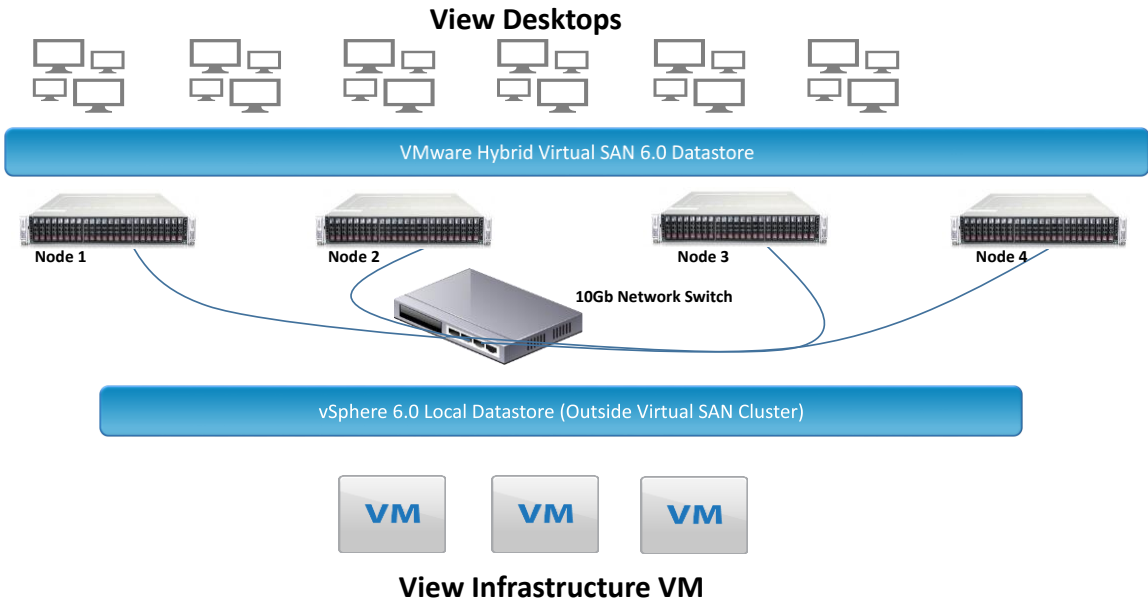 View Desktops
VMware Hybrid Virtual SAN 6.0 Datastore
Node 1
Node 2
Node 3
Node 4
10Gb Network Switch
vSphere 6.0 Local Datastore (Outside Virtual SAN Cluster)
VM
VM
VM
View Infrastructure VM